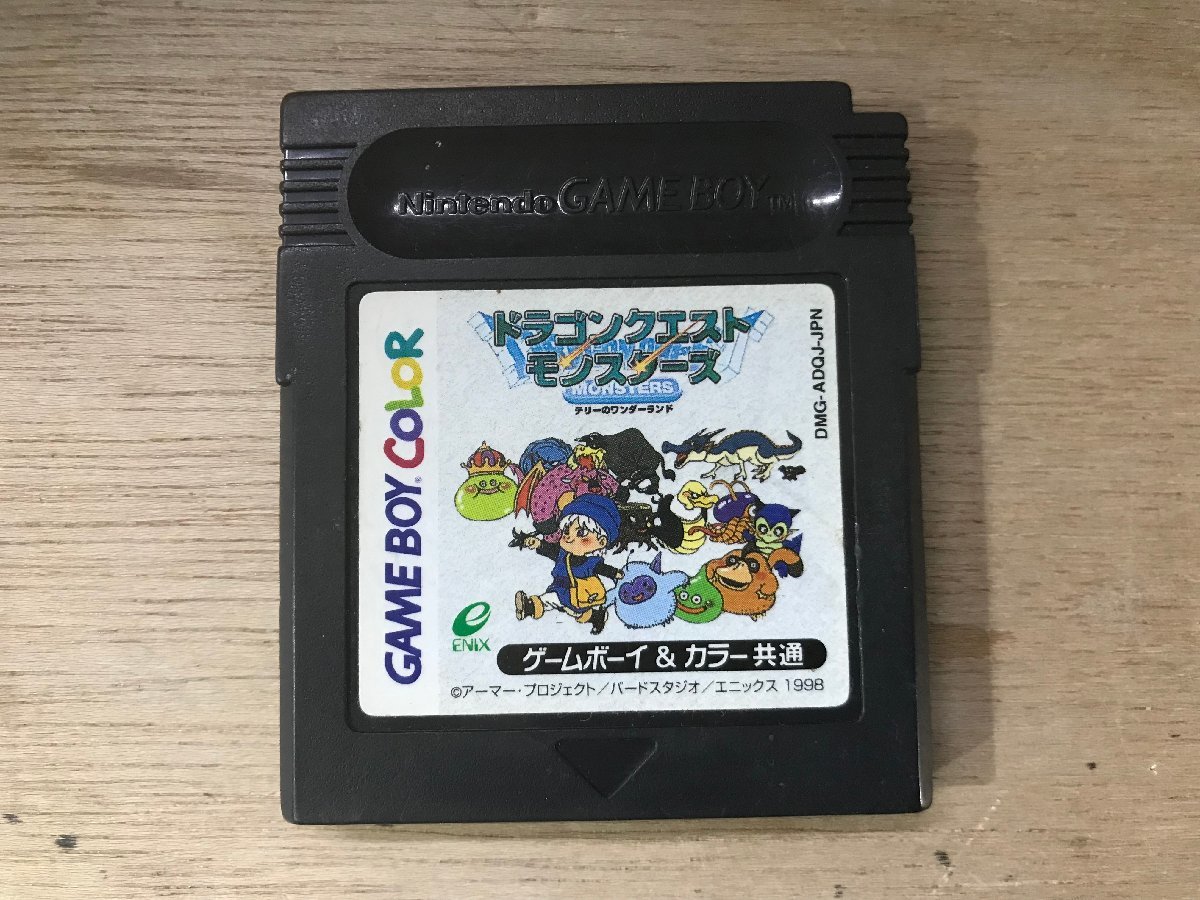 Nintendo GAME BOY™
GAME BOY COLOR
ドラゴンクエスト
モンスターズ
MONSTERS
テリーのワンダーランド
DMG-ADQJ-JPN
e
ENIX
ゲームボーイ & カラー共通
©アーマー・プロジェクト/バードスタジオ/エニックス 1998